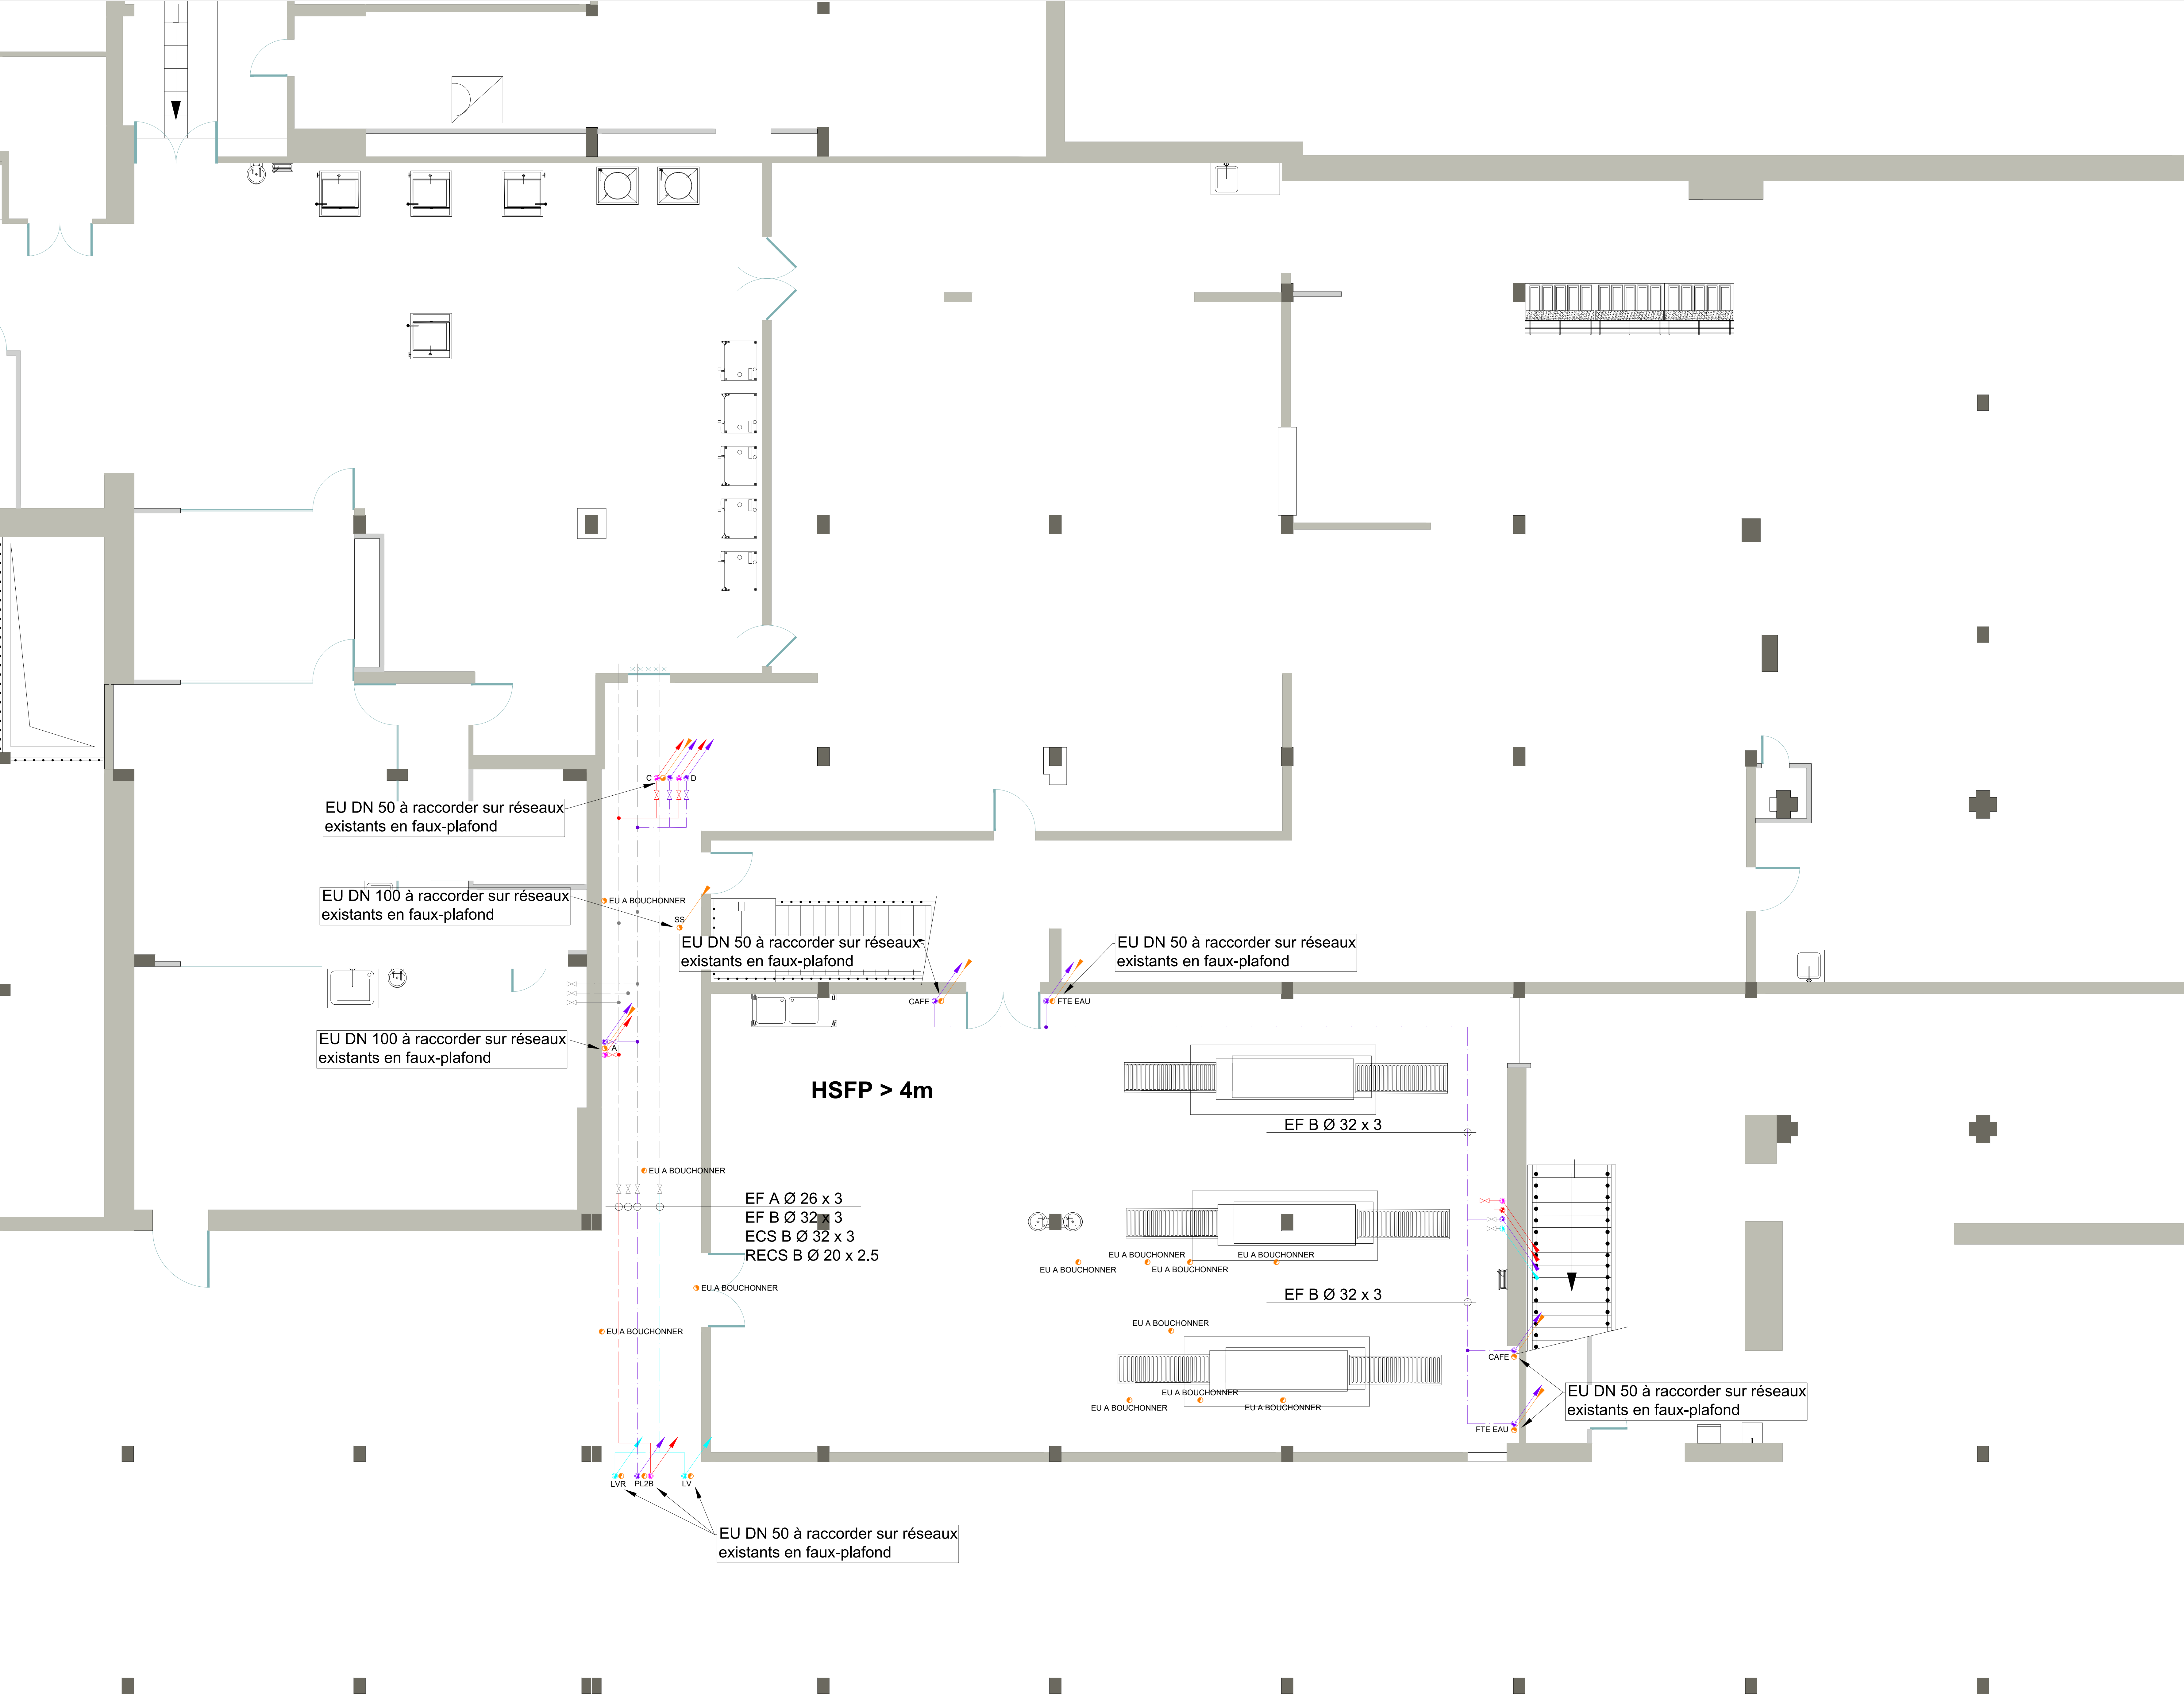 C
D
EU DN 50 à raccorder sur réseaux
existants en faux-plafond
EU DN 100 à raccorder sur réseaux
existants en faux-plafond
EU A BOUCHONNER
SS
EU DN 50 à raccorder sur réseaux
existants en faux-plafond
EU DN 50 à raccorder sur réseaux
existants en faux-plafond
CAFE
FTE EAU
EU DN 100 à raccorder sur réseaux
existants en faux-plafond
A
HSFP > 4m
EF B Ø 32 x 3
EU A BOUCHONNER
EF A Ø 26 x 3
EF B Ø 32 x 3
ECS B Ø 32 x 3
RECS B Ø 20 x 2.5
EU A BOUCHONNER
EU A BOUCHONNER
EU A BOUCHONNER
EU A BOUCHONNER
EU A BOUCHONNER
EU A BOUCHONNER
EF B Ø 32 x 3
EU A BOUCHONNER
EU A BOUCHONNER
CAFE
EU A BOUCHONNER
EU A BOUCHONNER
EU A BOUCHONNER
EU DN 50 à raccorder sur réseaux
existants en faux-plafond
FTE EAU
LVR
PL2B
LV
EU DN 50 à raccorder sur réseaux
existants en faux-plafond